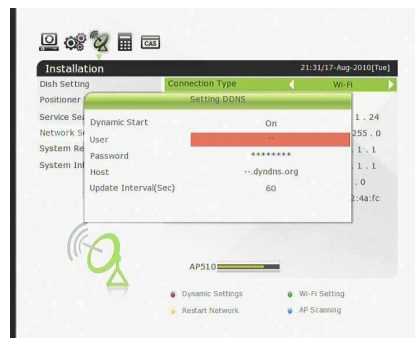 CAS
Installation 21:31/17-Aug-2010[Tue]
Dish Setting Connection Type Wi-Fi
Positioner
Setting DDNS
Service Se 1 . 24
Dynamic Start On
Network S 255 . 0
User --
System Re 1 . 1
Password ********
System In 1 . 1
Host --.dyndns.org
. 0
Update Interval(Sec) 60
2:4a:fc
AP510
Dynamic Settings Wi-Fi Setting
Restart Network AP Scanning